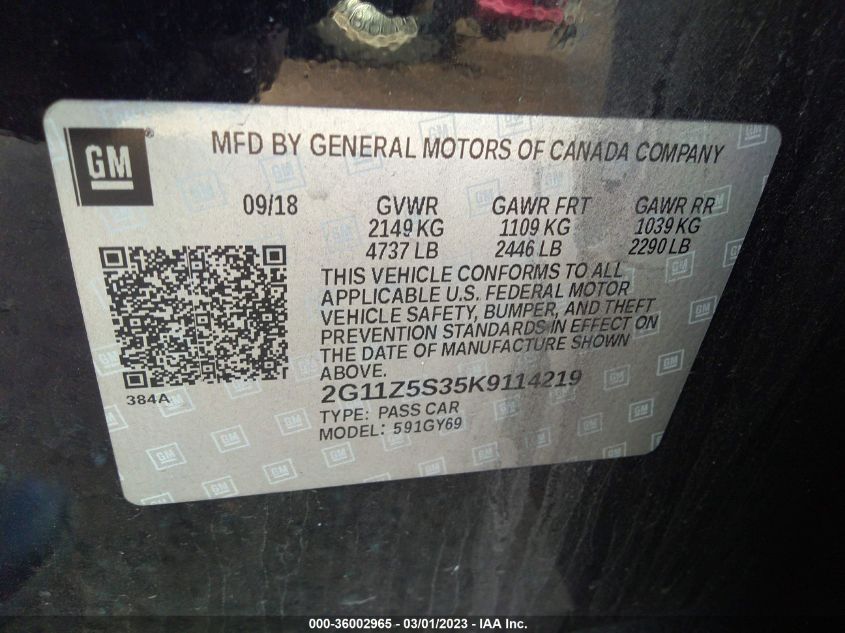 GM
MFD BY GENERAL MOTORS OF CANADA COMPANY
09/18 GVWR GAWR FRT GAWR RR
2149 KG 1109 KG 1039 KG
4737 LB 2446 LB 2290 LB
THIS VEHICLE CONFORMS TO ALL
APPLICABLE U.S. FEDERAL MOTOR
VEHICLE SAFETY, BUMPER, AND THEFT
PREVENTION STANDARDS IN EFFECT ON
THE DATE OF MANUFACTURE SHOWN
ABOVE.
384A
2G11Z5S35K9114219
TYPE: PASS CAR
MODEL: 591GY69
000-36002965 - 03/01/2023 - IAA Inc.